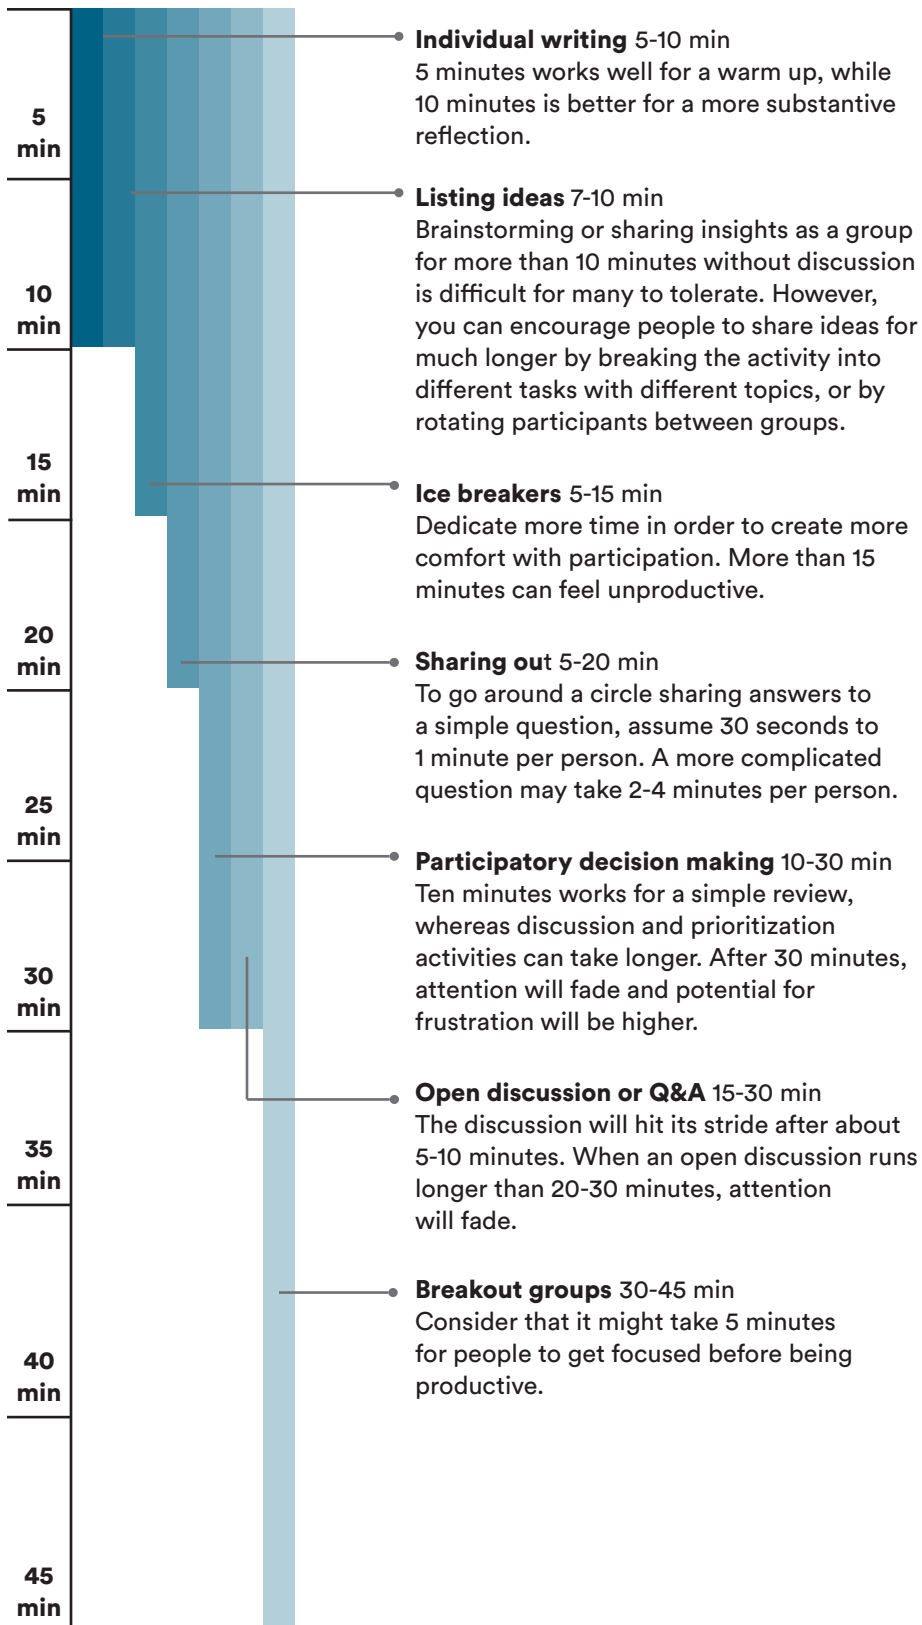 Individual writing 5-10 min
5 minutes works well for a warm up, while
10 minutes is better for a more substantive
reflection.
5
min
Listing ideas 7-10 min
Brainstorming or sharing insights as a group
for more than 10 minutes without discussion
is difficult for many to tolerate. However,
you can encourage people to share ideas for
much longer by breaking the activity into
different tasks with different topics, or by
rotating participants between groups.
10
min
Ice breakers 5-15 min
Dedicate more time in order to create more
comfort with participation. More than 15
minutes can feel unproductive.
15
min
Sharing out 5-20 min
To go around a circle sharing answers to
a simple question, assume 30 seconds to
1 minute per person. A more complicated
question may take 2-4 minutes per person.
20
min
25
min
Participatory decision making 10-30 min
Ten minutes works for a simple review,
whereas discussion and prioritization
activities can take longer. After 30 minutes,
attention will fade and potential for
frustration will be higher.
30
min
Open discussion or Q&A 15-30 min
The discussion will hit its stride after about
5-10 minutes. When an open discussion runs
longer than 20-30 minutes, attention
will fade.
35
min
Breakout groups 30-45 min
Consider that it might take 5 minutes
for people to get focused before being
productive.
40
min
45
min